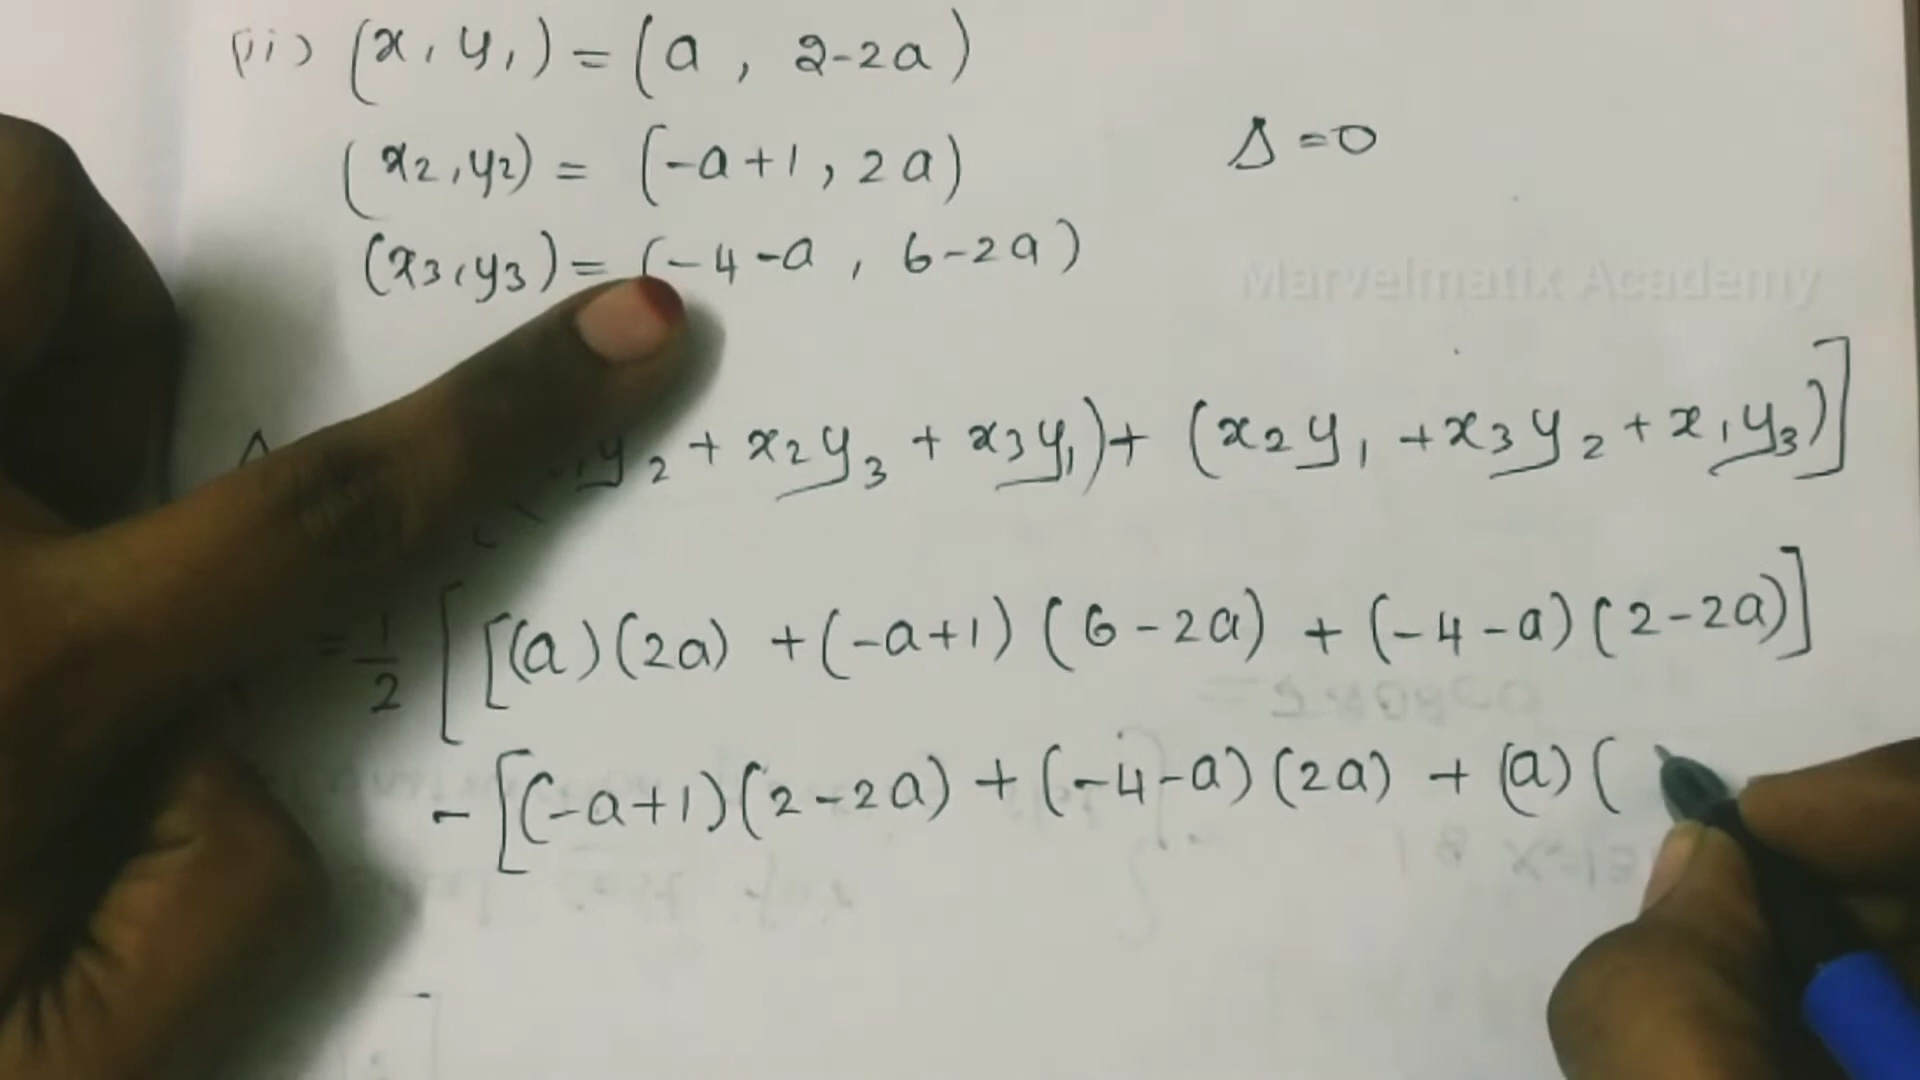 (ii) (x, y₁) = (a, 2-2a)
(x₂, y₂) = (-a+1, 2a)
Δ = 0
(x₃, y₃) = (-4-a, 6-2a)
Marvelmatix Academy
y₂ + x₂y₃ + x₃y₁) + (x₂y₁ + x₃y₂ + x₁y₃)]
= 1/2 [[(a)(2a) + (-a+1)(6-2a) + (-4-a)(2-2a)]
- [(-a+1)(2-2a) + (-4-a)(2a) + (a)(